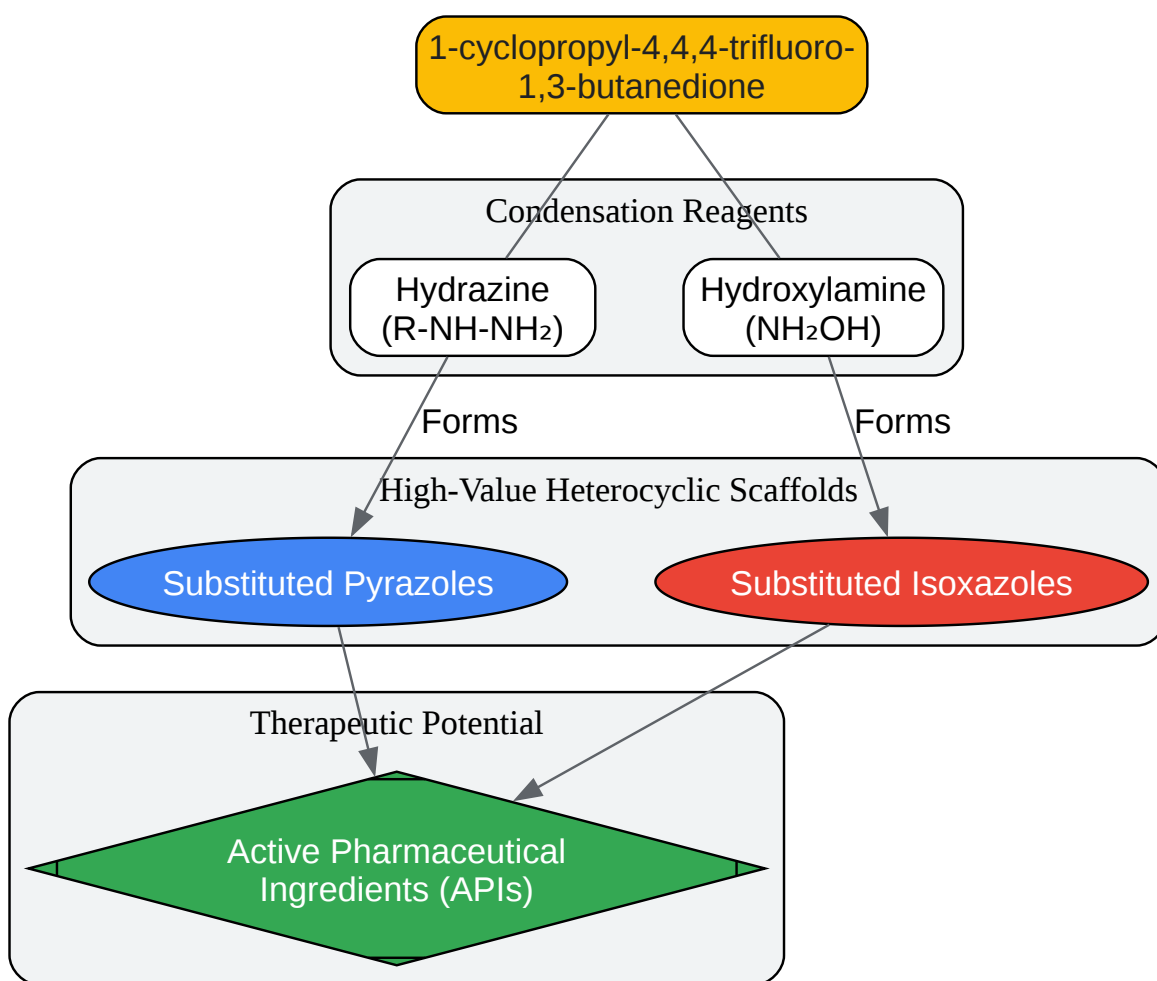 1-cyclopropyl-4,4,4-trifluoro-
1,3-butanedione
Condensation Reagents
Hydrazine
(R-NH-NH₂)
Hydroxylamine
(NH₂OH)
Forms
Forms
High-Value Heterocyclic Scaffolds
Substituted Pyrazoles
Substituted Isoxazoles
Therapeutic Potential
Active Pharmaceutical
Ingredients (APIs)